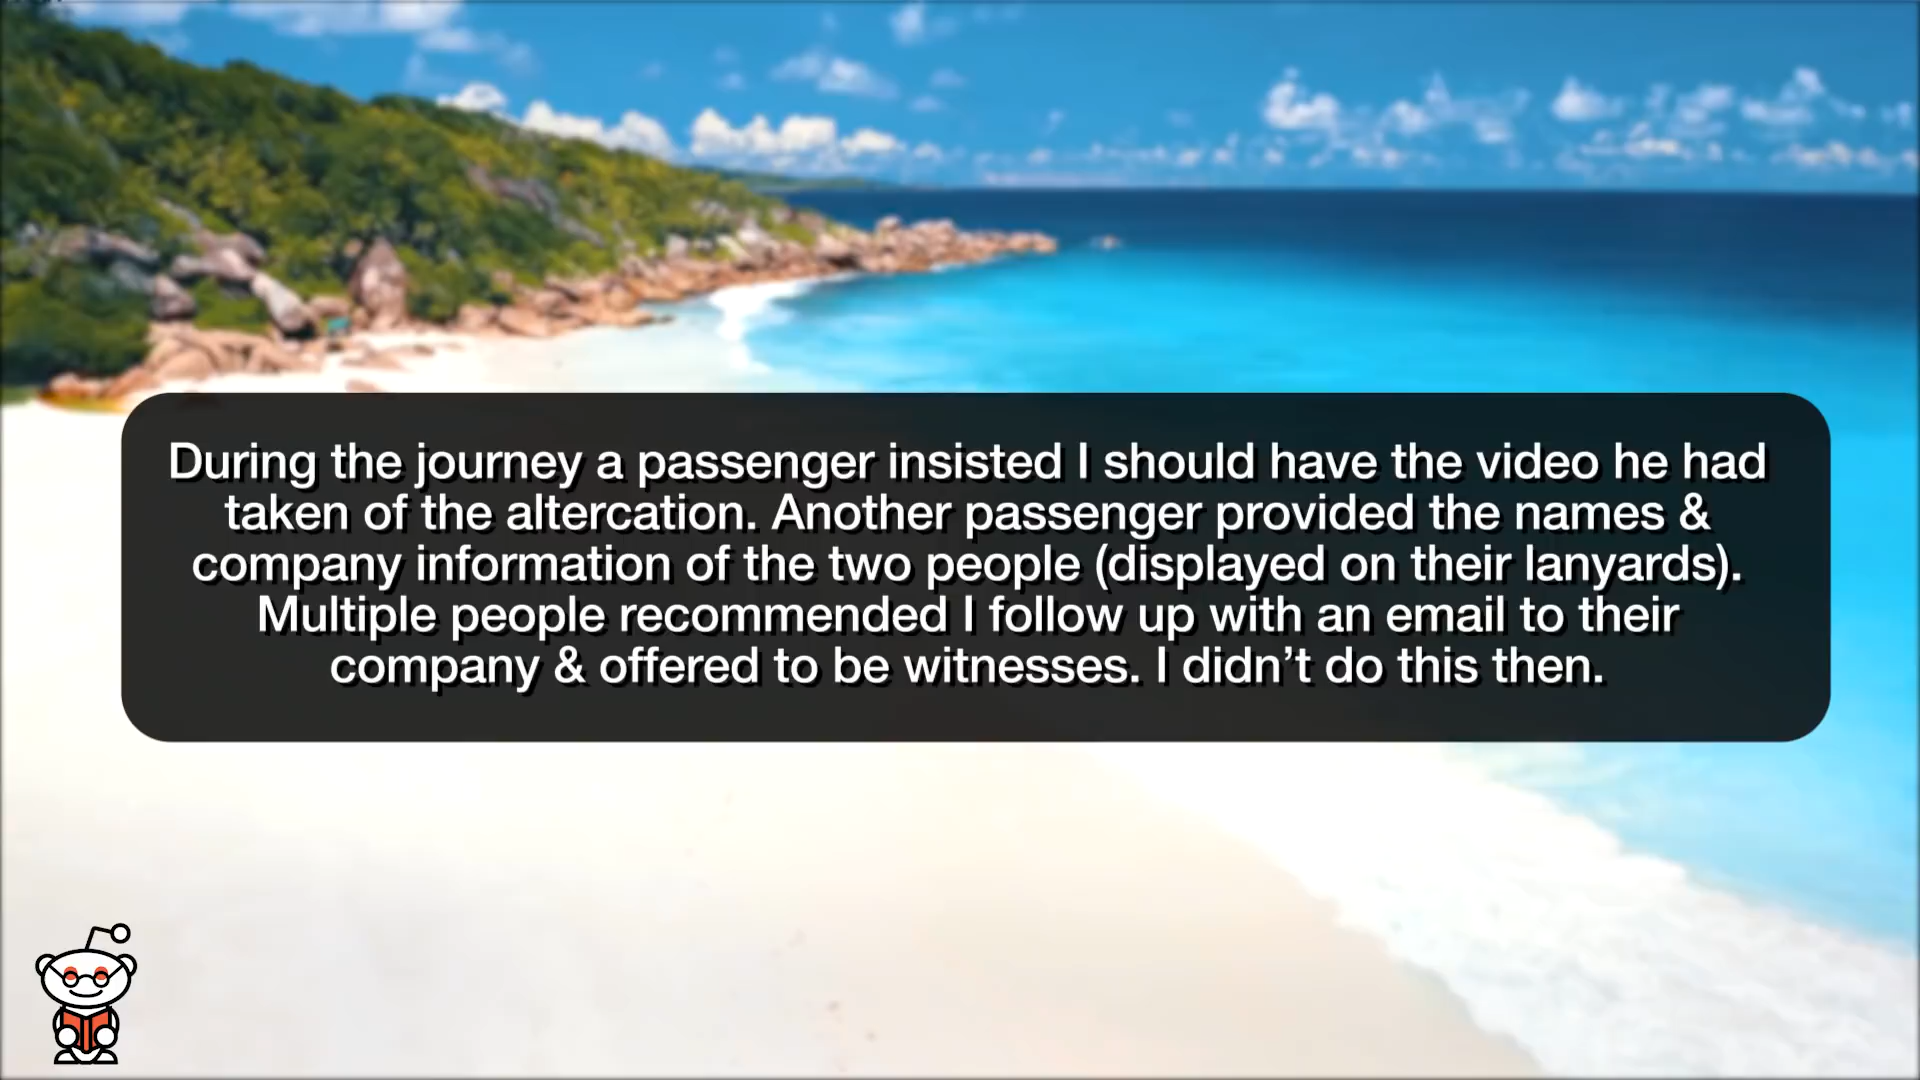 During the journey a passenger insisted I should have the video he had
taken of the altercation. Another passenger provided the names &
company information of the two people (displayed on their lanyards).
Multiple people recommended I follow up with an email to their
company & offered to be witnesses. I didn’t do this then.